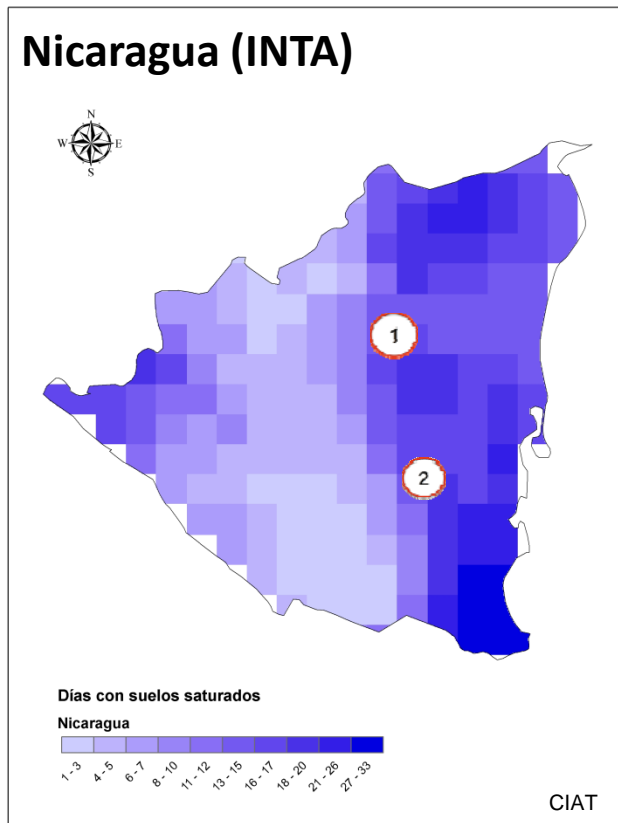 Nicaragua (INTA)
N
W E
S
1
2
Días con suelos saturados
Nicaragua
1 - 3
4 - 5
6 - 7
8 - 10
11 - 12
13 - 15
16 - 17
18 - 20
21 - 26
27 - 33
CIAT